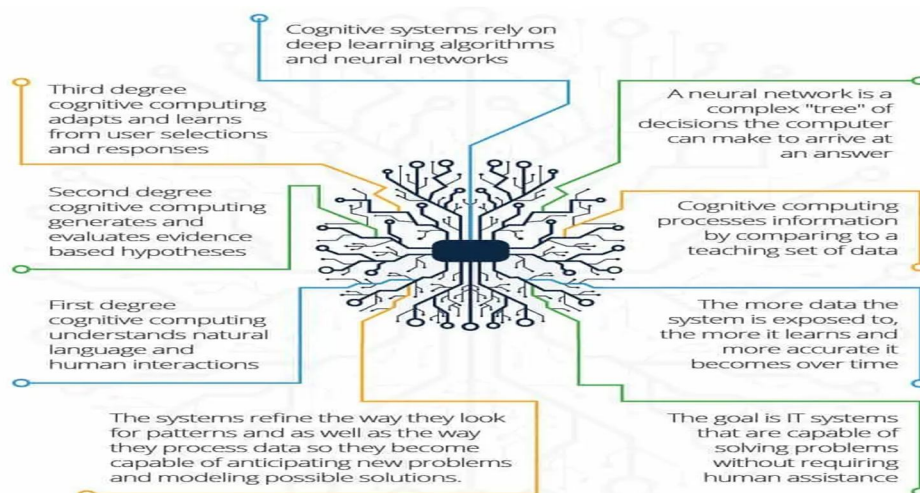 Cognitive systems rely on
deep learning algorithms
and neural networks
Third degree
cognitive computing
adapts and learns
from user selections
and responses
A neural network is a
complex "tree" of
decisions the computer
can make to arrive at
an answer
Second degree
cognitive computing
generates and
evaluates evidence
based hypotheses
Cognitive computing
processes information
by comparing to a
teaching set of data
First degree
cognitive computing
understands natural
language and
human interactions
The more data the
system is exposed to,
the more it learns and
more accurate it
becomes over time
The systems refine the way they look
for patterns and as well as the way
they process data so they become
capable of anticipating new problems
and modeling possible solutions.
The goal is IT systems
that are capable of
solving problems
without requiring
human assistance